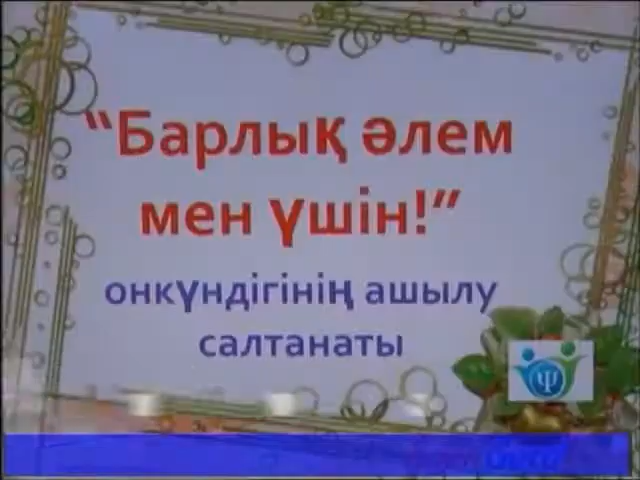 “Барлық әлем
мен үшін!”
онкүндігінің ашылу
салтанаты
Ψ